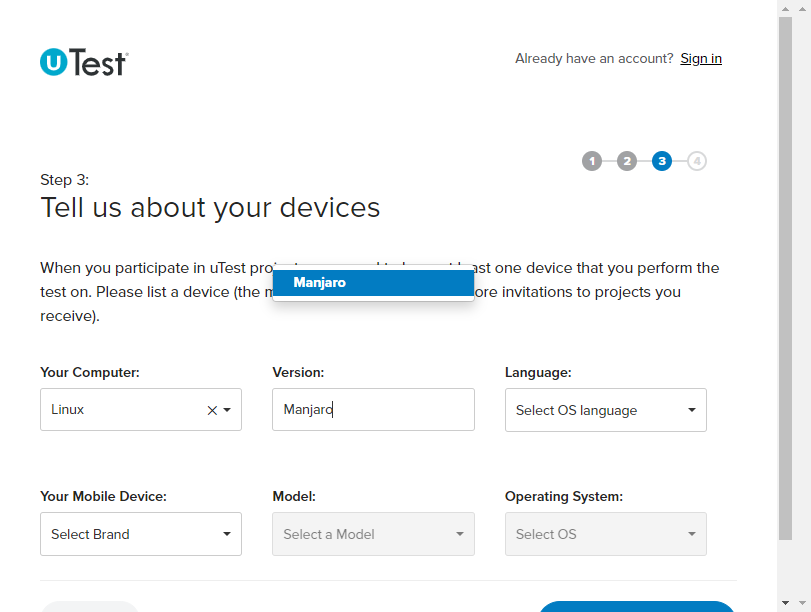 uTest
Already have an account? Sign in
1 2 3 4
Step 3:
Tell us about your devices
When you participate in uTest ast one device that you perform the
Manjaro
test on. Please list a device (the ore invitations to projects you
receive).
Your Computer: Version: Language:
Linux Manjaro Select OS language
Your Mobile Device: Model: Operating System:
Select Brand Select a Model Select OS